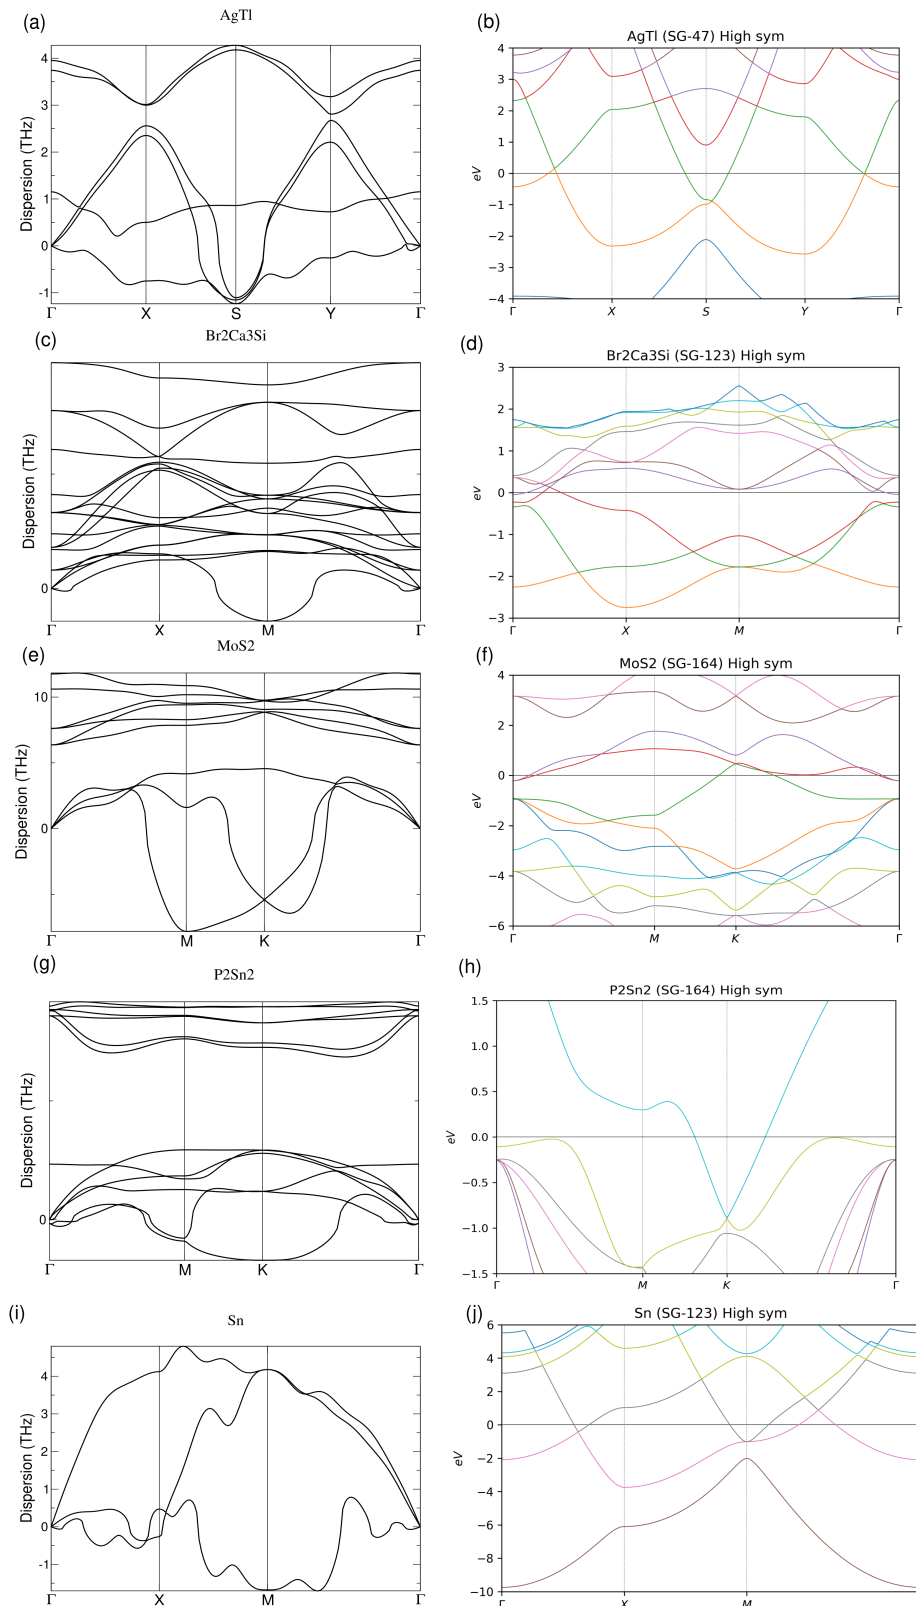 (a)
AgTl
Dispersion (THz)
4
3
2
1
0
-1
Γ X S Y Γ
(b)
AgTl (SG-47) High sym
eV
4
3
2
1
0
−1
−2
−3
−4
Γ X S Y Γ
(c)
Br2Ca3Si
Dispersion (THz)
0
Γ X M Γ
(d)
Br2Ca3Si (SG-123) High sym
eV
3
2
1
0
−1
−2
−3
Γ X M Γ
(e)
MoS2
Dispersion (THz)
10
0
Γ M K Γ
(f)
MoS2 (SG-164) High sym
eV
4
2
0
−2
−4
−6
Γ M K Γ
(g)
P2Sn2
Dispersion (THz)
0
Γ M K Γ
(h)
P2Sn2 (SG-164) High sym
eV
1.5
1.0
0.5
0.0
−0.5
−1.0
−1.5
Γ M K Γ
(i)
Sn
Dispersion (THz)
4
3
2
1
0
-1
Γ X M Γ
(j)
Sn (SG-123) High sym
eV
6
4
2
0
−2
−4
−6
−8
−10
Γ X M Γ